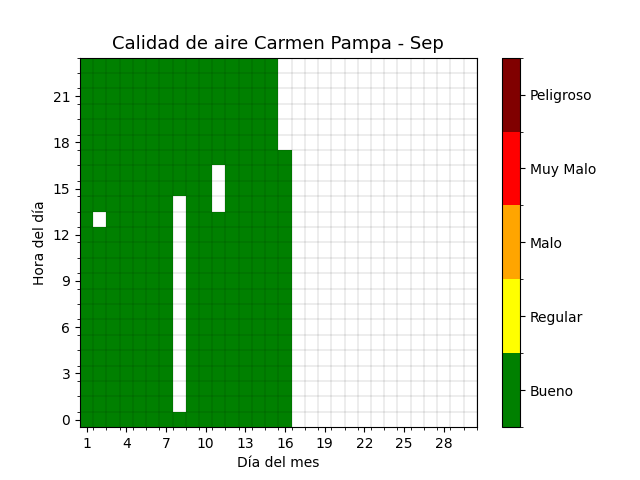 Calidad de aire Carmen Pampa - Sep
Hora del día
21
18
15
12
9
6
3
0
1 4 7 10 13 16 19 22 25 28
Día del mes
Peligroso
Muy Malo
Malo
Regular
Bueno